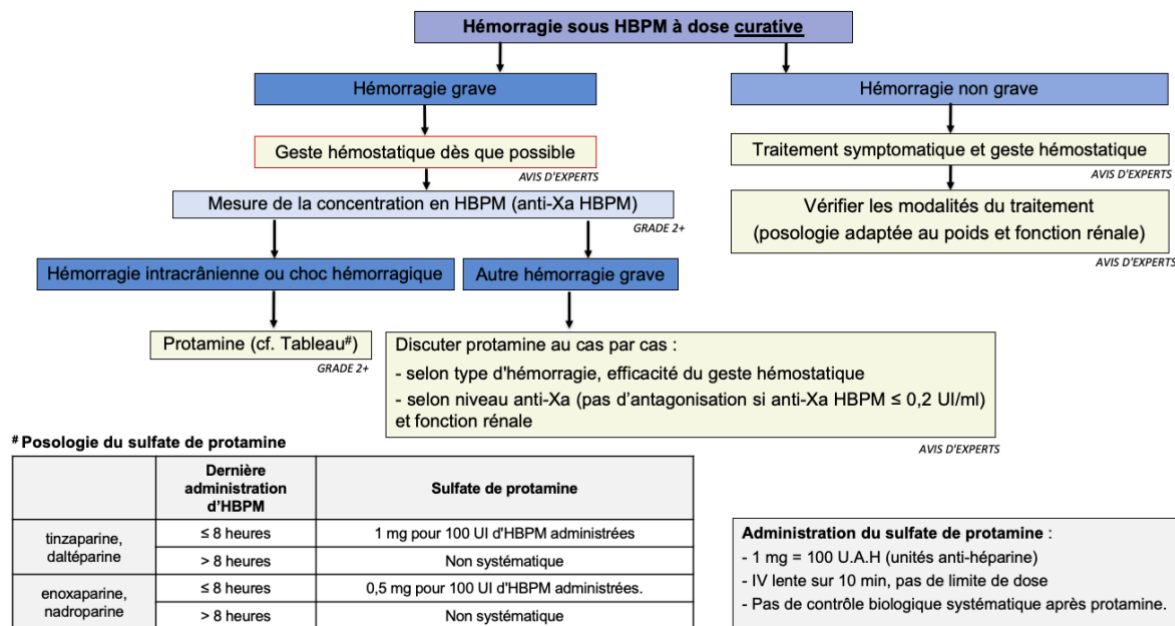 Hémorragie sous HBPM à dose curative
Hémorragie grave
Hémorragie non grave
Geste hémostatique dès que possible
AVIS D'EXPERTS
Traitement symptomatique et geste hémostatique
AVIS D'EXPERTS
Mesure de la concentration en HBPM (anti-Xa HBPM)
GRADE 2+
Vérifier les modalités du traitement
(posologie adaptée au poids et fonction rénale)
AVIS D'EXPERTS
Hémorragie intracrânienne ou choc hémorragique
Autre hémorragie grave
Protamine (cf. Tableau#)
GRADE 2+
Discuter protamine au cas par cas :
- selon type d'hémorragie, efficacité du geste hémostatique
- selon niveau anti-Xa (pas d'antagonisation si anti-Xa HBPM ≤ 0,2 UI/ml)
et fonction rénale
AVIS D'EXPERTS
# Posologie du sulfate de protamine
Dernière
administration
d'HBPM
Sulfate de protamine
tinzaparine,
daltéparine
≤ 8 heures
1 mg pour 100 UI d'HBPM administrées
> 8 heures
Non systématique
enoxaparine,
nadroparine
≤ 8 heures
0,5 mg pour 100 UI d'HBPM administrées.
> 8 heures
Non systématique
Administration du sulfate de protamine :
- 1 mg = 100 U.A.H (unités anti-héparine)
- IV lente sur 10 min, pas de limite de dose
- Pas de contrôle biologique systématique après protamine.